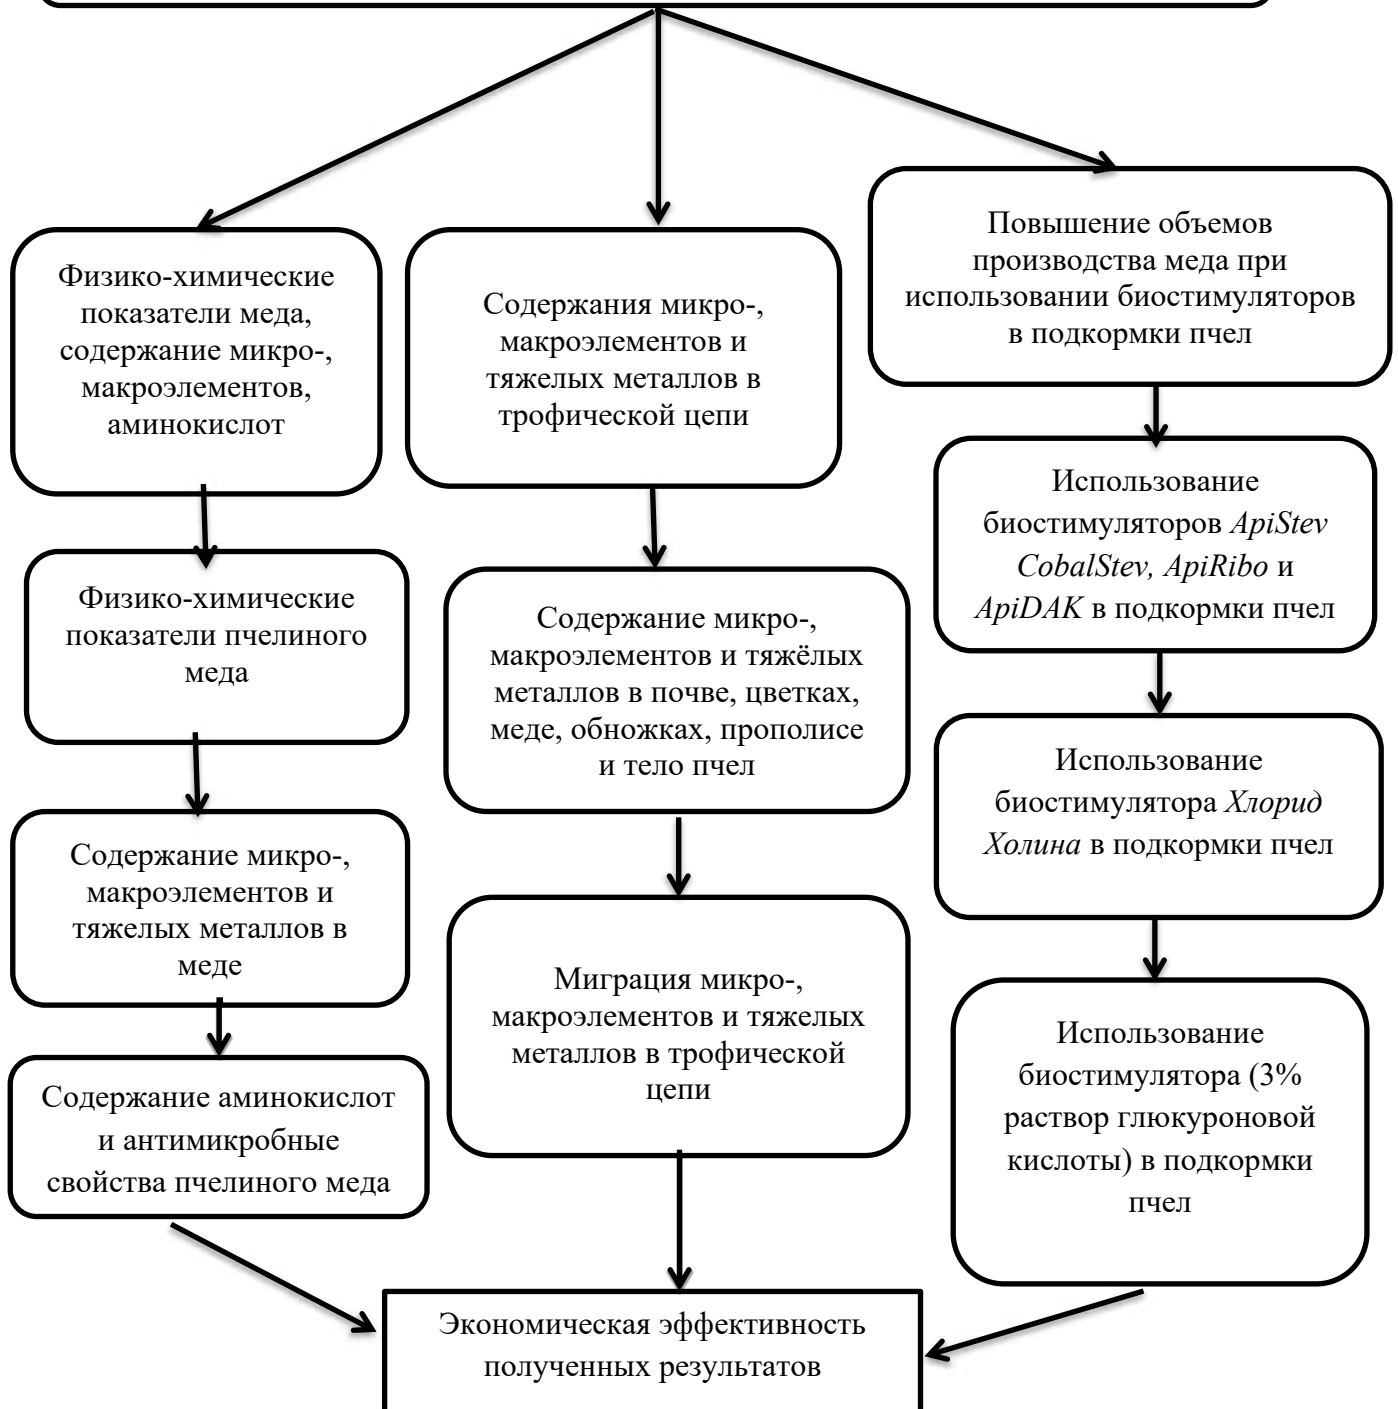 Физико-химические
показатели меда,
содержание микро-,
макроэлементов,
аминокислот
Физико-химические
показатели пчелиного
меда
Содержание микро-,
макроэлементов и
тяжелых металлов в
меде
Содержание аминокислот
и антимикробные
свойства пчелиного меда
Содержания микро-,
макроэлементов и
тяжелых металлов в
трофической цепи
Содержание микро-,
макроэлементов и тяжёлых
металлов в почве, цветках,
меде, обножках, прополисе
и тело пчел
Миграция микро-,
макроэлементов и тяжелых
металлов в трофической
цепи
Повышение объемов
производства меда при
использовании биостимуляторов
в подкормки пчел
Использование
биостимуляторов ApiStev
CobalStev, ApiRibo и
ApiDAK в подкормки пчел
Использование
биостимулятора Хлорид
Холина в подкормки пчел
Использование
биостимулятора (3%
раствор глюкуроновой
кислоты) в подкормки
пчел
Экономическая эффективность
полученных результатов